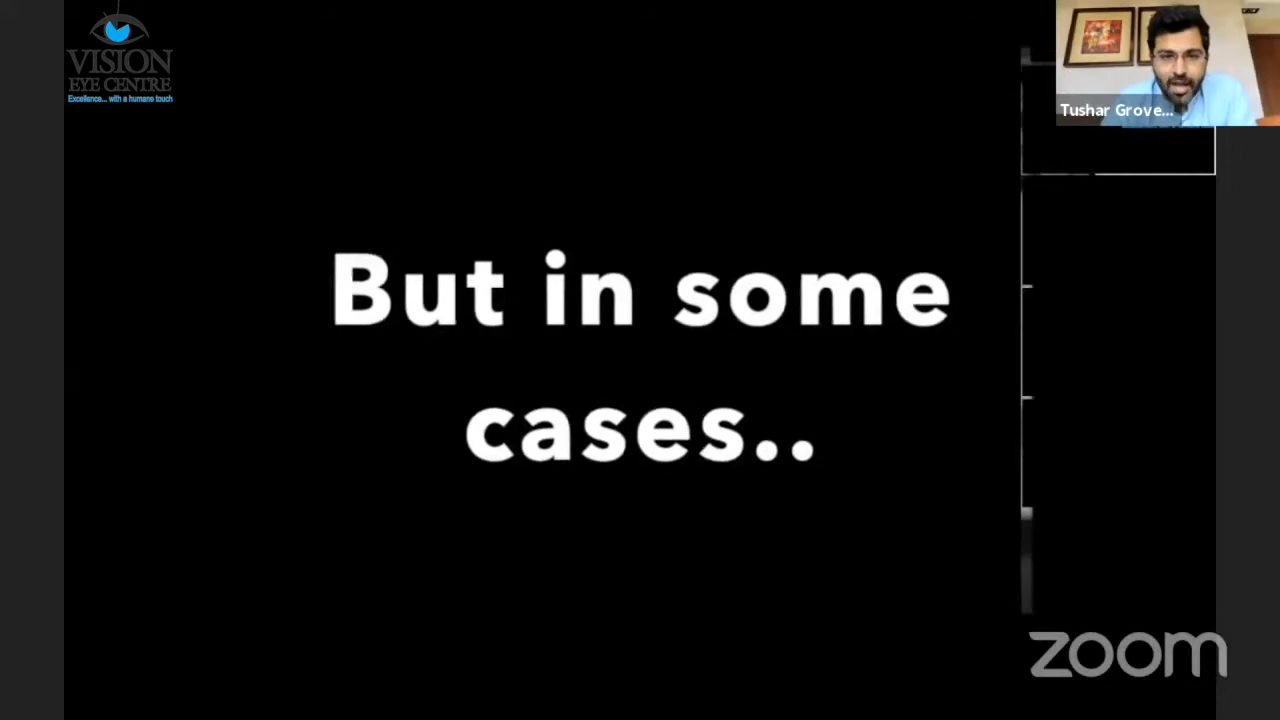 VISION
EYE CENTRE
Excellence... with a humane touch
Tushar Grove...
But in some
cases..
zoom